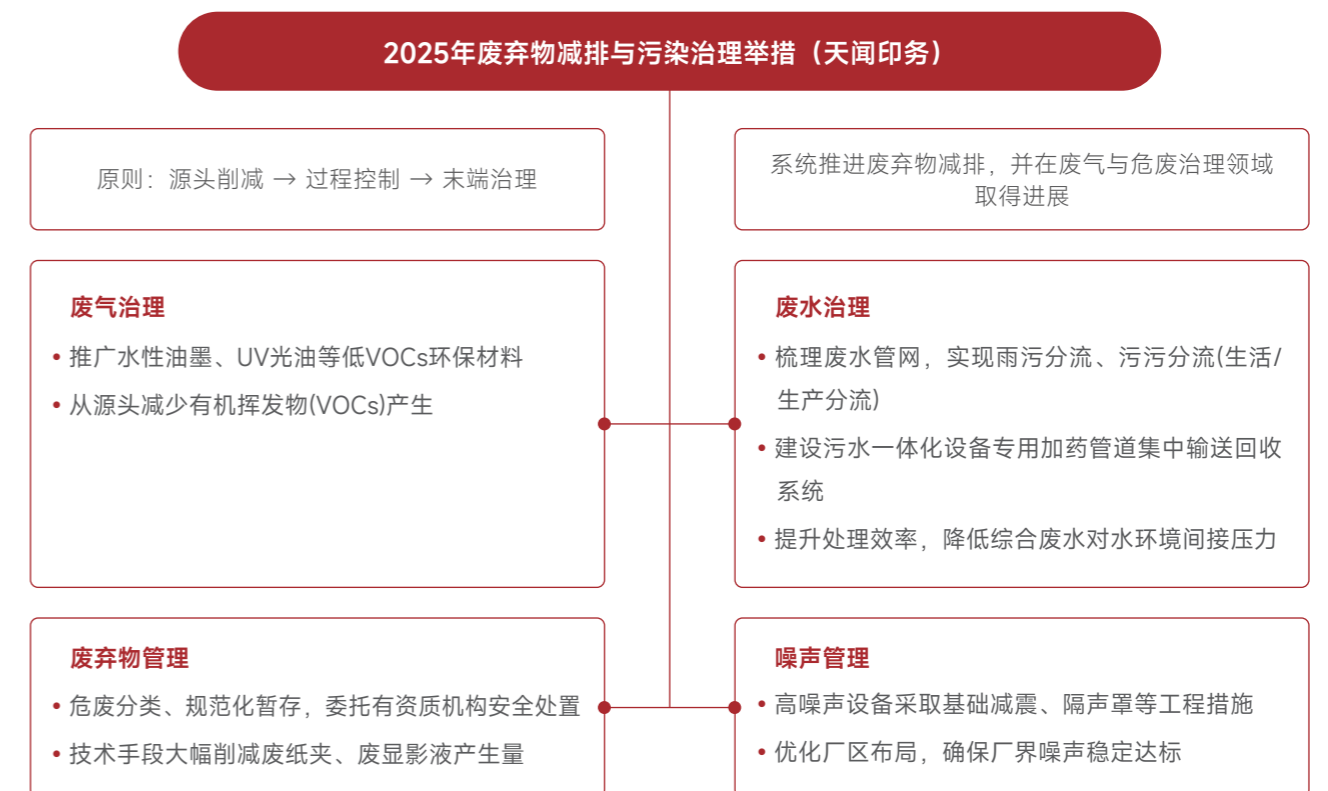 2025年废弃物减排与污染治理举措（天闻印务）
原则：源头削减 → 过程控制 → 末端治理
系统推进废弃物减排，并在废气与危废治理领域
取得进展
废气治理
• 推广水性油墨、UV光油等低VOCs环保材料
• 从源头减少有机挥发物(VOCs)产生
废水治理
• 梳理废水管网，实现雨污分流、污污分流(生活/
生产分流)
• 建设污水一体化设备专用加药管道集中输送回收
系统
• 提升处理效率，降低综合废水对水环境间接压力
废弃物管理
• 危废分类、规范化暂存，委托有资质机构安全处置
• 技术手段大幅削减废纸夹、废显影液产生量
噪声管理
• 高噪声设备采取基础减震、隔声罩等工程措施
• 优化厂区布局，确保厂界噪声稳定达标